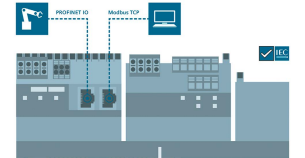 PROFINET IO
Modbus TCP
IEC